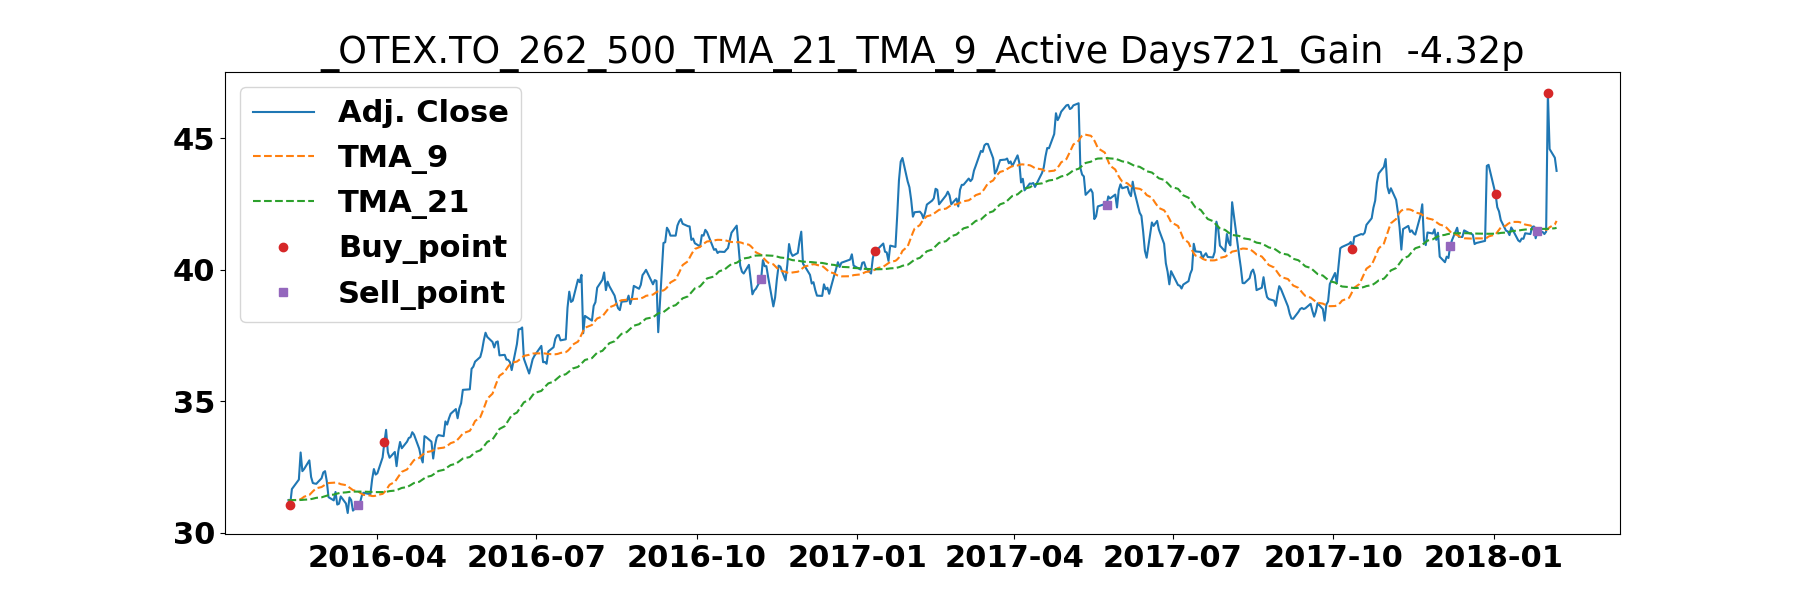 _OTEX.TO_262_500_TMA_21_TMA_9_Active Days721_Gain  -4.32p
Adj. Close
TMA_9
TMA_21
Buy_point
Sell_point
45
40
35
30
2016-04 2016-07 2016-10 2017-01 2017-04 2017-07 2017-10 2018-01